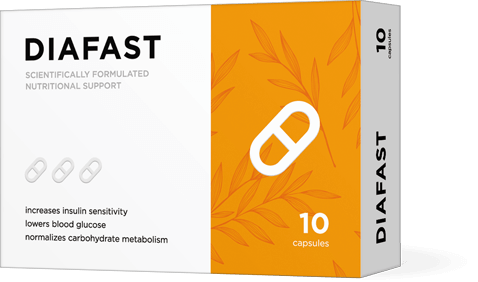 DIAFAST
SCIENTIFICALLY FORMULATED
NUTRITIONAL SUPPORT
increases insulin sensitivity
lowers blood glucose
normalizes carbohydrate metabolism
10
capsules
10
capsules
DIAFAST